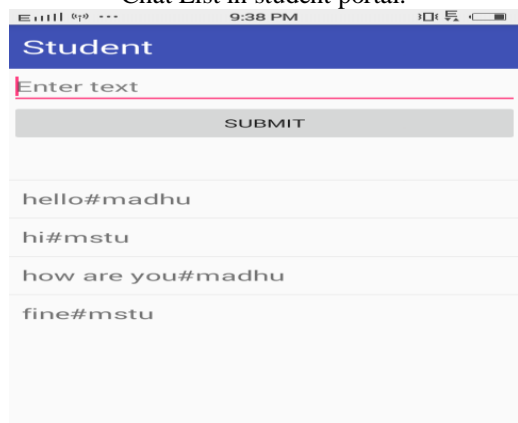 Chat List in student portal.
E 9:38 PM
Student
Enter text
SUBMIT
hello#madhu
hi#mstu
how are you#madhu
fine#mstu